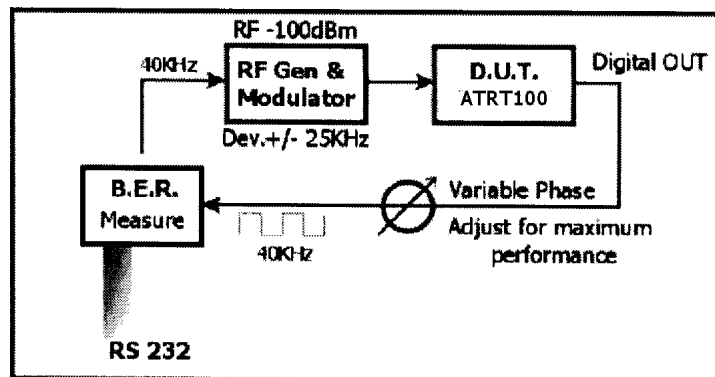 RF -100dBm
40KHz
RF Gen &
Modulator
Dev.+/- 25KHz
D.U.T.
ATRT100
Digital OUT
B.E.R.
Measure
40KHz
Variable Phase
Adjust for maximum
performance
RS 232